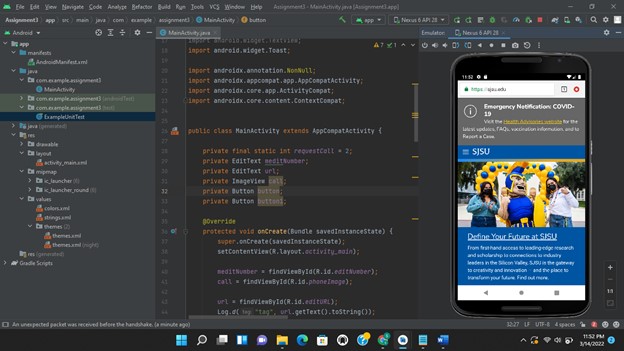 File Edit View Navigate Code Analyze Refactor Build Run Tools VCS Window Help Assignment3 - MainActivity.java [Assignment3.app]
Assignment3 app src main java com example assignment3 MainActivity button
app Nexus 6 API 28
Android
MainActivity.java
Emulator: Nexus 6 API 28
app
manifests
AndroidManifest.xml
java
com.example.assignment3
MainActivity
com.example.assignment3 (androidTest)
com.example.assignment3 (test)
ExampleUnitTest
java (generated)
res
drawable
layout
activity_main.xml
mipmap
ic_launcher (6)
ic_launcher_round (6)
values
colors.xml
strings.xml
themes (2)
themes.xml
themes.xml (night)
res (generated)
Gradle Scripts
import android.widget.TextView;
import android.widget.Toast;
import androidx.annotation.NonNull;
import androidx.appcompat.app.AppCompatActivity;
import androidx.core.app.ActivityCompat;
import androidx.core.content.ContextCompat;
public class MainActivity extends AppCompatActivity {
private final static int requestCall = 2;
private EditText meditNumber;
private EditText url;
private ImageView call;
private Button button;
private Button button1;
@Override
protected void onCreate(Bundle savedInstanceState) {
super.onCreate(savedInstanceState);
setContentView(R.layout.activity_main);
meditNumber = findViewById(R.id.editNumber);
call = findViewById(R.id.phoneImage);
url = findViewById(R.id.editURL);
Log.d( "tag", url.getText().toString());
11:52
https://sjsu.edu
Emergency Notification: COVID-
19
Visit the Health Advisories website for the
latest updates, FAQs, vaccination information, and to
Report a Case.
SJSU
Define Your Future at SJSU
From first-hand access to leading-edge research
and scholarship to connections to industry
leaders in the Silicon Valley, SJSU is the gateway
to creativity and innovation - and the place to
transform your future.
1:1
An unexpected packet was received before the handshake. (a minute ago)
32:27 LF UTF-8 4 spaces
11:52 PM
3/14/2022